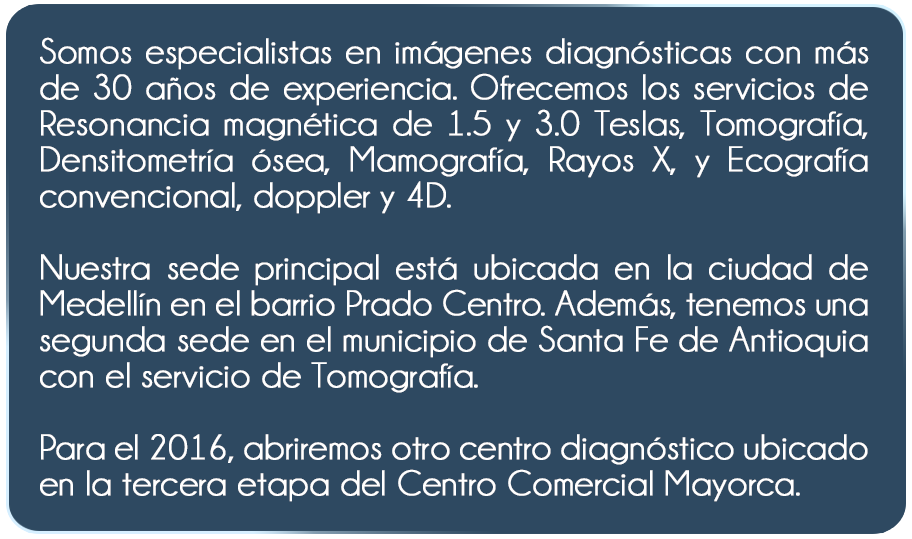 Somos especialistas en imágenes diagnósticas con más
de 30 años de experiencia. Ofrecemos los servicios de
Resonancia magnética de 1.5 y 3.0 Teslas, Tomografía,
Densitometría ósea, Mamografía, Rayos X, y Ecografía
convencional, doppler y 4D.
Nuestra sede principal está ubicada en la ciudad de
Medellín en el barrio Prado Centro. Además, tenemos una
segunda sede en el municipio de Santa Fe de Antioquia
con el servicio de Tomografía.
Para el 2016, abriremos otro centro diagnóstico ubicado
en la tercera etapa del Centro Comercial Mayorca.